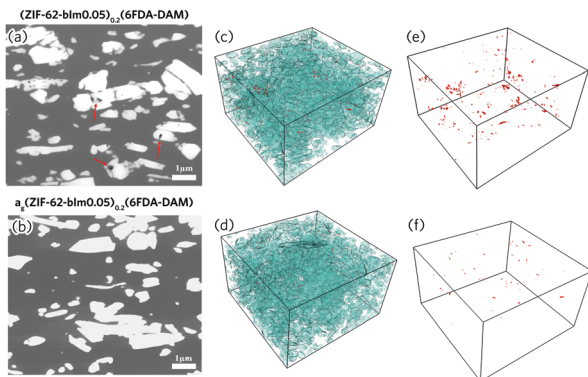 (ZIF-62-bIm0.05)0.2(6FDA-DAM)
(a)
1μm
ag(ZIF-62-bIm0.05)0.2(6FDA-DAM)
(b)
1μm
(c)
(d)
(e)
(f)